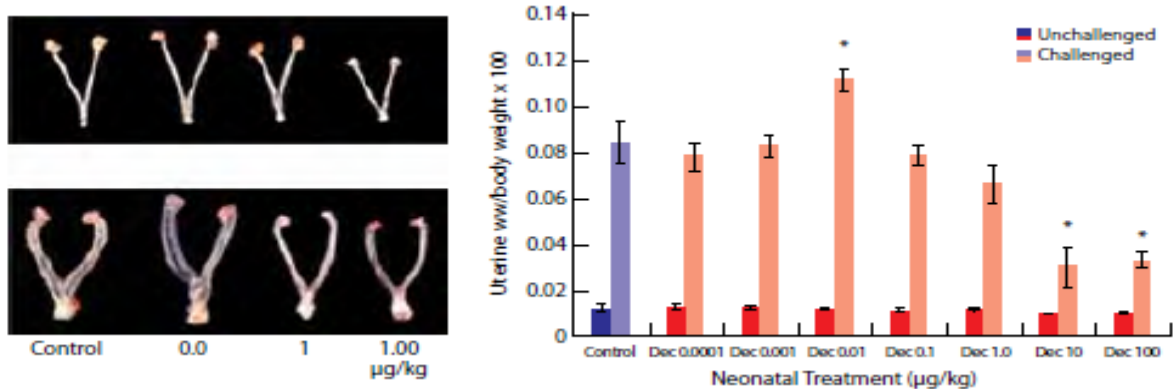 Control 0.0 1 1.00
µg/kg
Uterine ww/body weight x 100
0.14
0.12
0.10
0.08
0.06
0.04
0.02
0
Unchallenged
Challenged
*
*
*
Control Dec 0.0001 Dec 0.001 Dec 0.01 Dec 0.1 Dec 1.0 Dec 10 Dec 100
Neonatal Treatment (µg/kg)